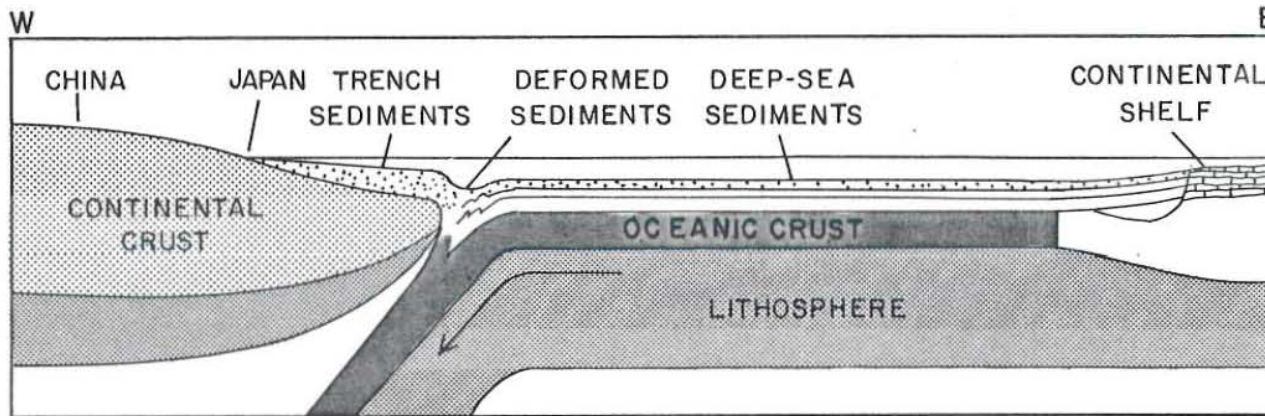 W
E
CHINA
JAPAN
TRENCH
SEDIMENTS
DEFORMED
SEDIMENTS
DEEP-SEA
SEDIMENTS
CONTINENTAL
SHELF
CONTINENTAL
CRUST
OCEANIC CRUST
LITHOSPHERE